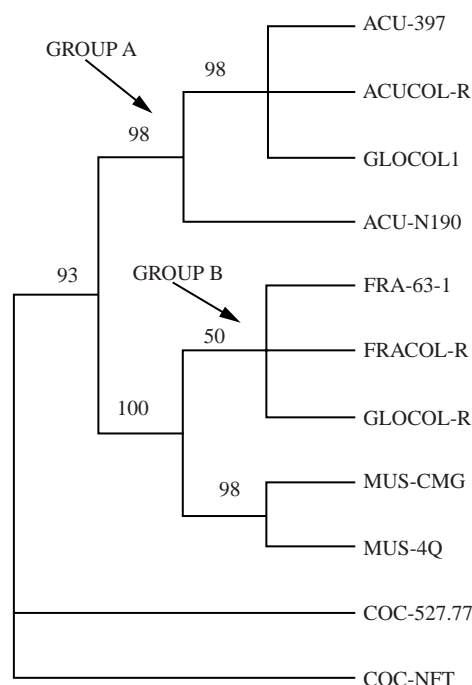 ACU-397
GROUP A
98
ACUCOL-R
98
GLOCOL1
ACU-N190
93
GROUP B
FRA-63-1
50
FRACOL-R
100
GLOCOL-R
98
MUS-CMG
MUS-4Q
COC-527.77
COC-NFT